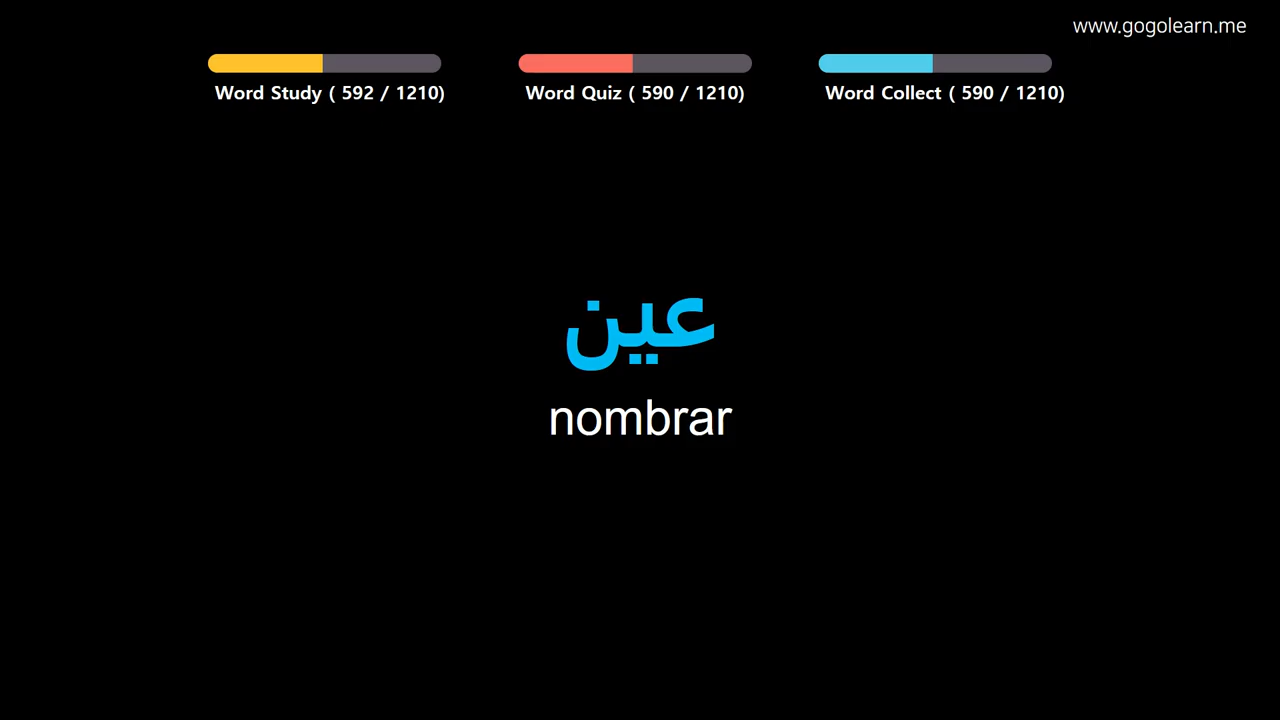 www.gogolearn.me
Word Study ( 592 / 1210)
Word Quiz ( 590 / 1210)
Word Collect ( 590 / 1210)
عين
nombrar